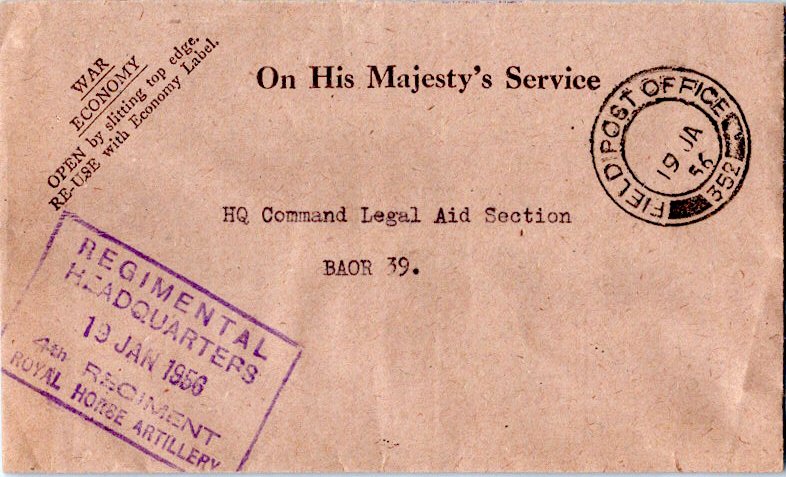 WAR
ECONOMY
OPEN by slitting top edge.
RE-USE with Economy Label.
On His Majesty's Service
FIELD POST OFFICE
352
19 JA
56
HQ Command Legal Aid Section
BAOR 39.
REGIMENTAL
HEADQUARTERS
19 JAN 1956
4th REGIMENT
ROYAL HORSE ARTILLERY